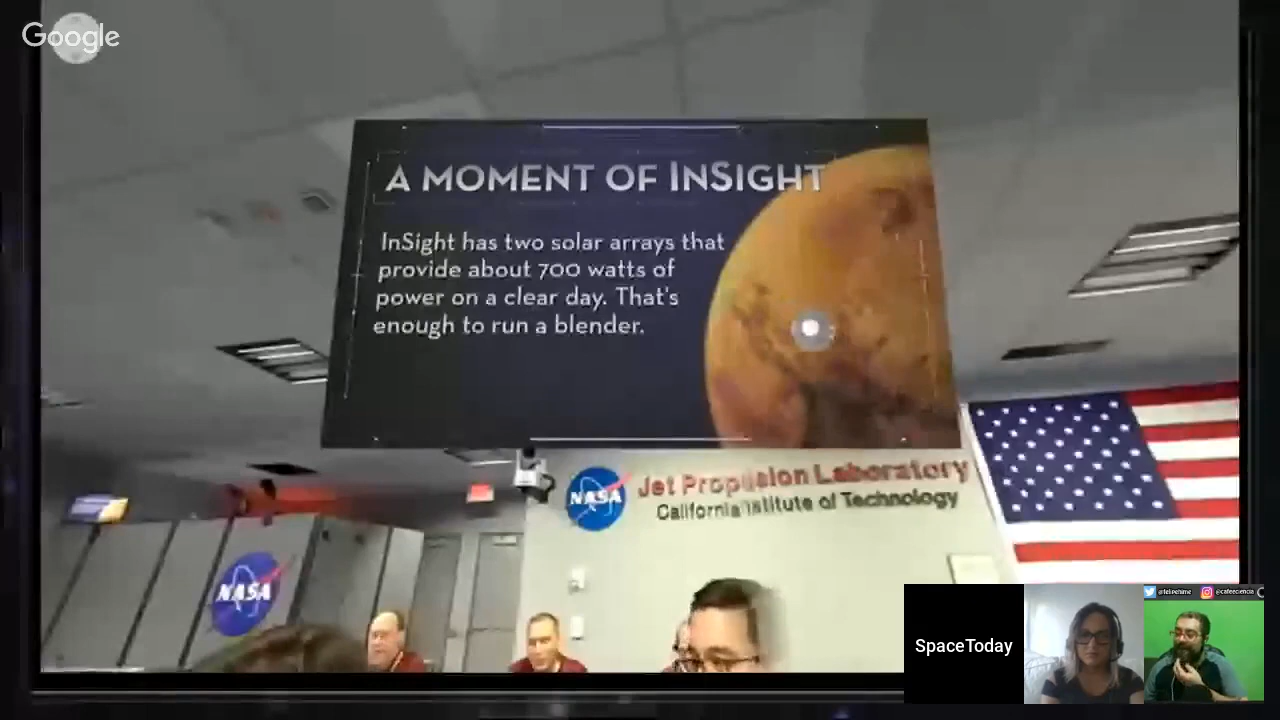 Google
A MOMENT OF INSIGHT
InSight has two solar arrays that
provide about 700 watts of
power on a clear day. That's
enough to run a blender.
NASA
Jet Propulsion Laboratory
California Institute of Technology
NASA
SpaceToday